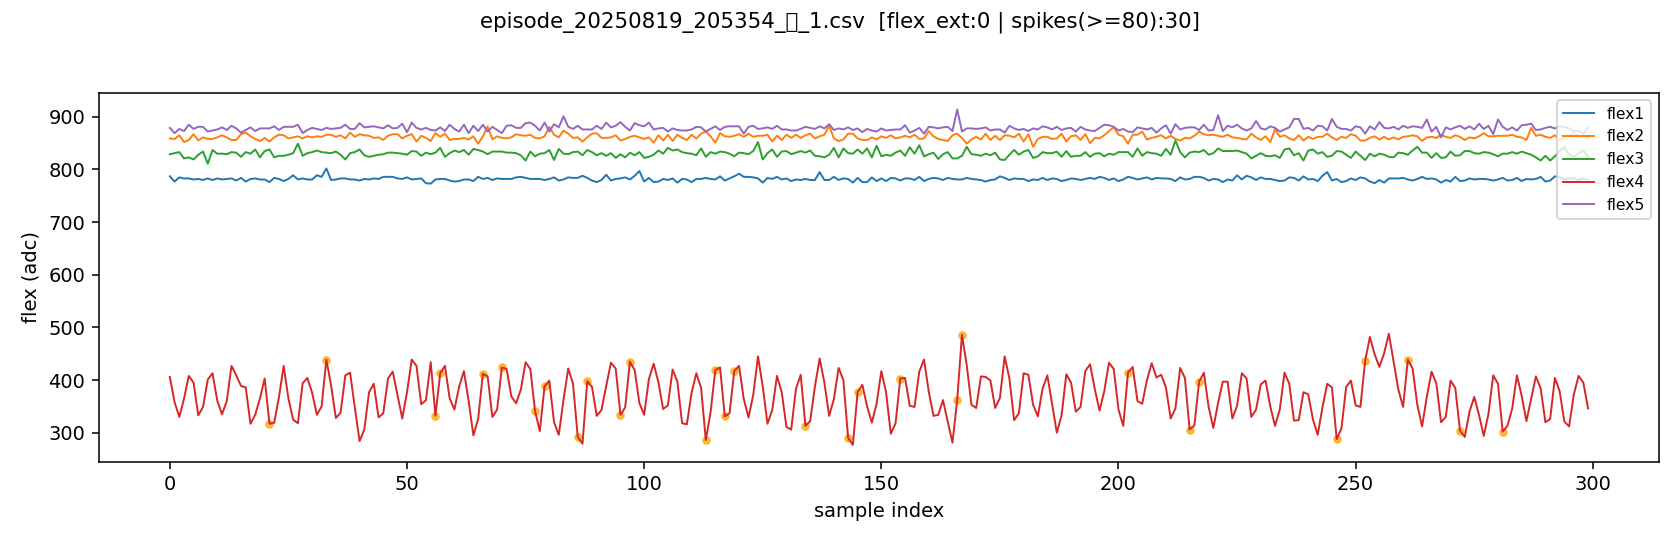 episode_20250819_205354_▯_1.csv [flex_ext:0 | spikes(>=80):30]
900
800
700
600
500
400
300
flex (adc)
0
50
100
150
200
250
300
sample index
flex1
flex2
flex3
flex4
flex5